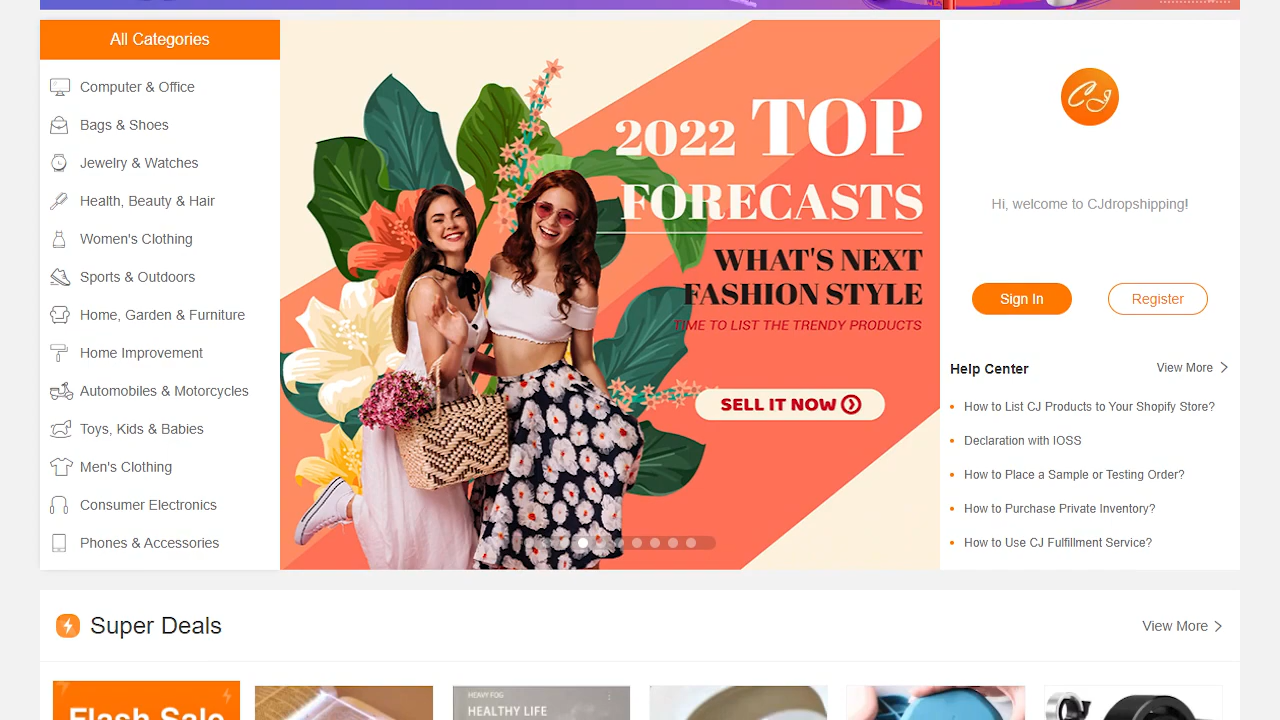 All Categories
Computer & Office
Bags & Shoes
Jewelry & Watches
Health, Beauty & Hair
Women's Clothing
Sports & Outdoors
Home, Garden & Furniture
Home Improvement
Automobiles & Motorcycles
Toys, Kids & Babies
Men's Clothing
Consumer Electronics
Phones & Accessories
2022 TOP
FORECASTS
WHAT'S NEXT
FASHION STYLE
TIME TO LIST THE TRENDY PRODUCTS
SELL IT NOW
CJ
Hi, welcome to CJdropshipping!
Sign In
Register
Help Center
View More
How to List CJ Products to Your Shopify Store?
Declaration with IOSS
How to Place a Sample or Testing Order?
How to Purchase Private Inventory?
How to Use CJ Fulfillment Service?
Super Deals
View More
Flash Sale
HEAVY FOG
HEALTHY LIFE